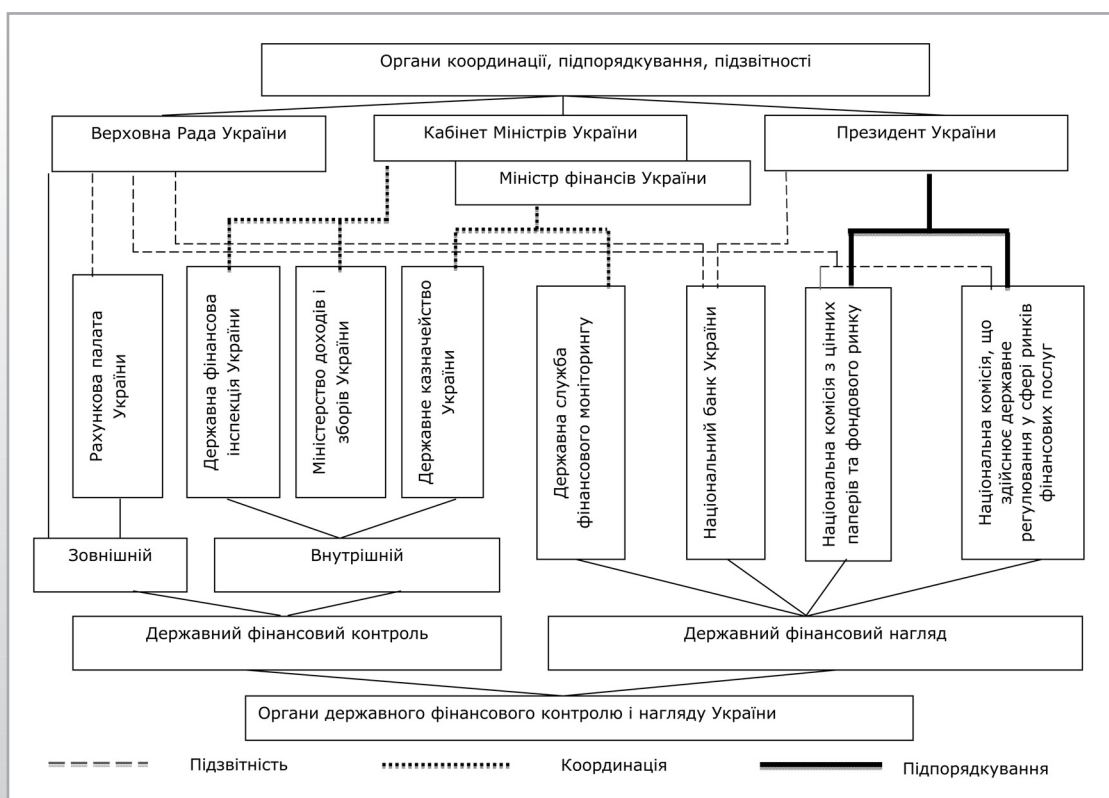 Органи координації, підпорядкування, підзвітності
Верховна Рада України
Кабінет Міністрів України
Президент України
Міністр фінансів України
Рахункова палата
України
Державна фінансова
інспекція України
Міністерство доходів і
зборів України
Державне казначейство
України
Державна служба
фінансового моніторингу
Національний банк України
Національна комісія з цінних
паперів та фондового ринку
Національна комісія, що
здійснює державне
регулювання у сфері ринків
фінансових послуг
Зовнішній
Внутрішній
Державний фінансовий контроль
Державний фінансовий нагляд
Органи державного фінансового контролю і нагляду України
Підзвітність
Координація
Підпорядкування